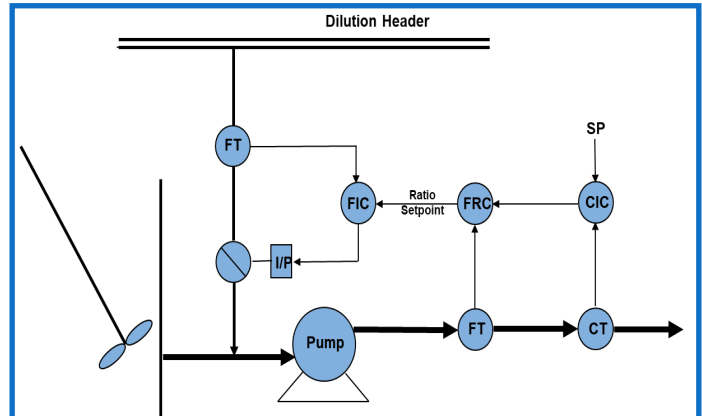 Dilution Header
SP
FT
FIC
Ratio
Setpoint
FRC
CIC
I/P
Pump
FT
CT